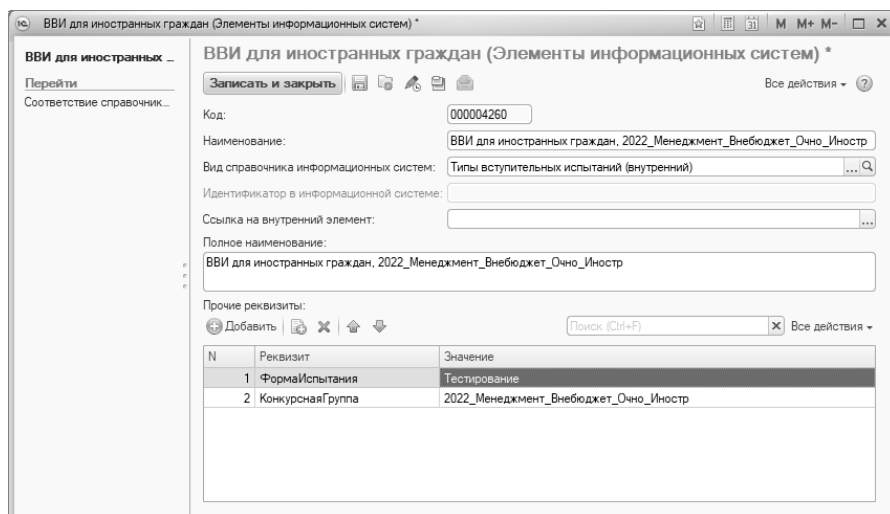 ВВИ для иностранных граждан (Элементы информационных систем) *
M M+ M-
ВВИ для иностранных ...
Перейти
Соответствие справочник...
ВВИ для иностранных граждан (Элементы информационных систем) *
Записать и закрыть
Все действия
Код: 000004260
Наименование: ВВИ для иностранных граждан, 2022_Менеджмент_Внебюджет_Очно_Иностр
Вид справочника информационных систем: Типы вступительных испытаний (внутренний) ...
Идентификатор в информационной системе:
Ссылка на внутренний элемент: ...
Полное наименование:
ВВИ для иностранных граждан, 2022_Менеджмент_Внебюджет_Очно_Иностр
Прочие реквизиты:
Добавить Поиск (Ctrl+F) Все действия
N Реквизит Значение
1 ФормаИспытания Тестирование
2 КонкурснаяГруппа 2022_Менеджмент_Внебюджет_Очно_Иностр